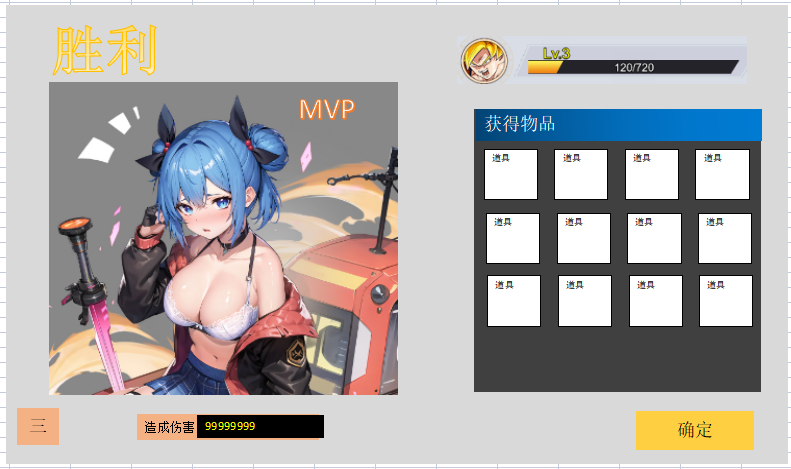 胜利
Lv.3
120/720
MVP
获得物品
道具 道具 道具 道具
道具 道具 道具 道具
道具 道具 道具 道具
三
造成伤害 99999999
确定